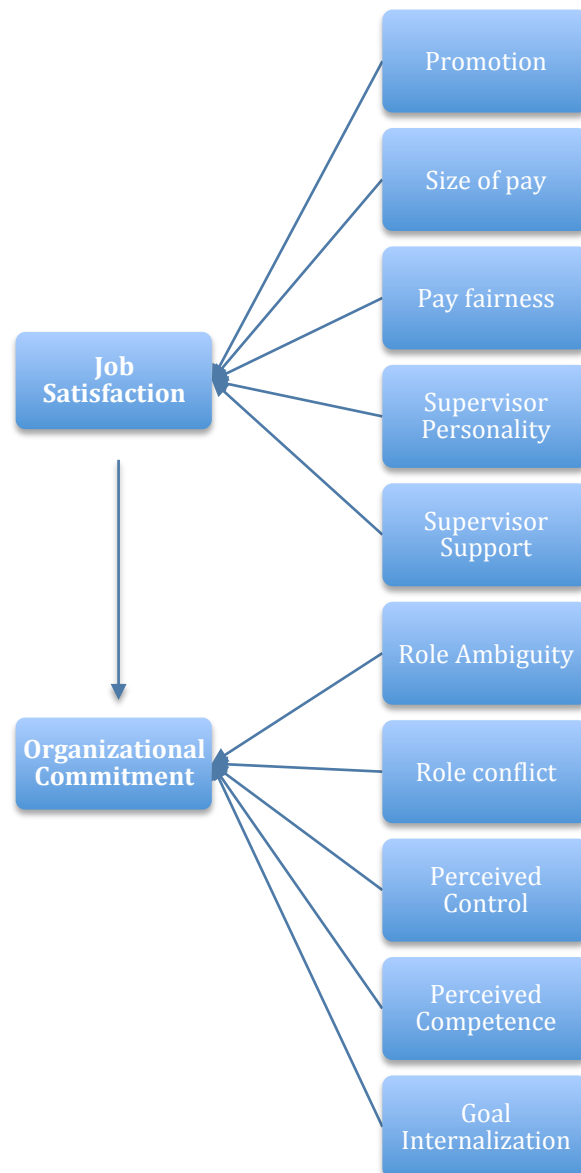 Promotion
Size of pay
Pay fairness
Job
Satisfaction
Supervisor
Personality
Supervisor
Support
Role Ambiguity
Organizational
Commitment
Role conflict
Perceived
Control
Perceived
Competence
Goal
Internalization